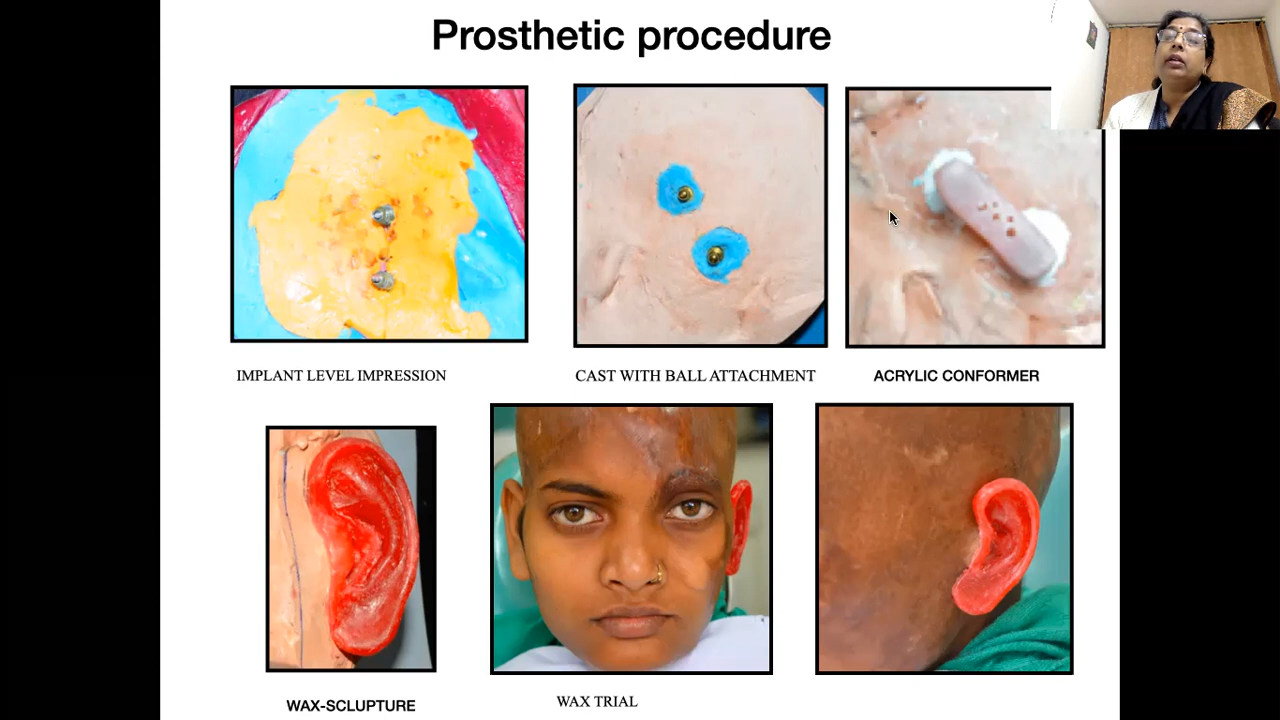 Prosthetic procedure
IMPLANT LEVEL IMPRESSION
CAST WITH BALL ATTACHMENT
ACRYLIC CONFORMER
WAX-SCLUPTURE
WAX TRIAL